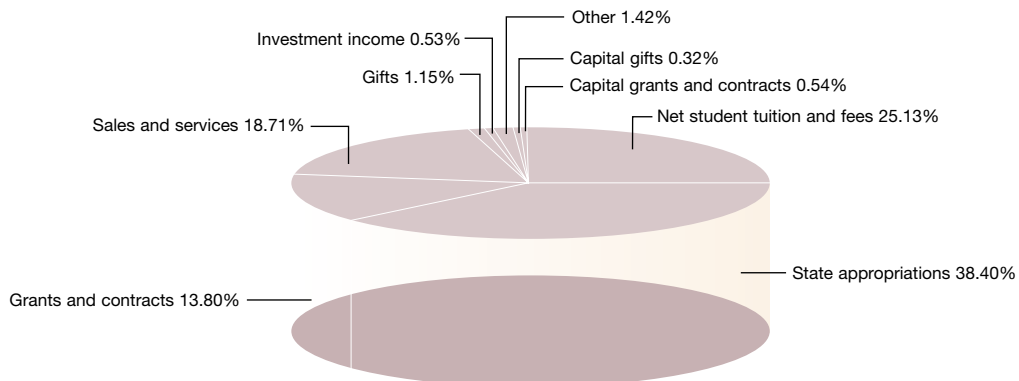 Other 1.42%
Investment income 0.53%
Capital gifts 0.32%
Gifts 1.15%
Capital grants and contracts 0.54%
Net student tuition and fees 25.13%
Sales and services 18.71%
State appropriations 38.40%
Grants and contracts 13.80%